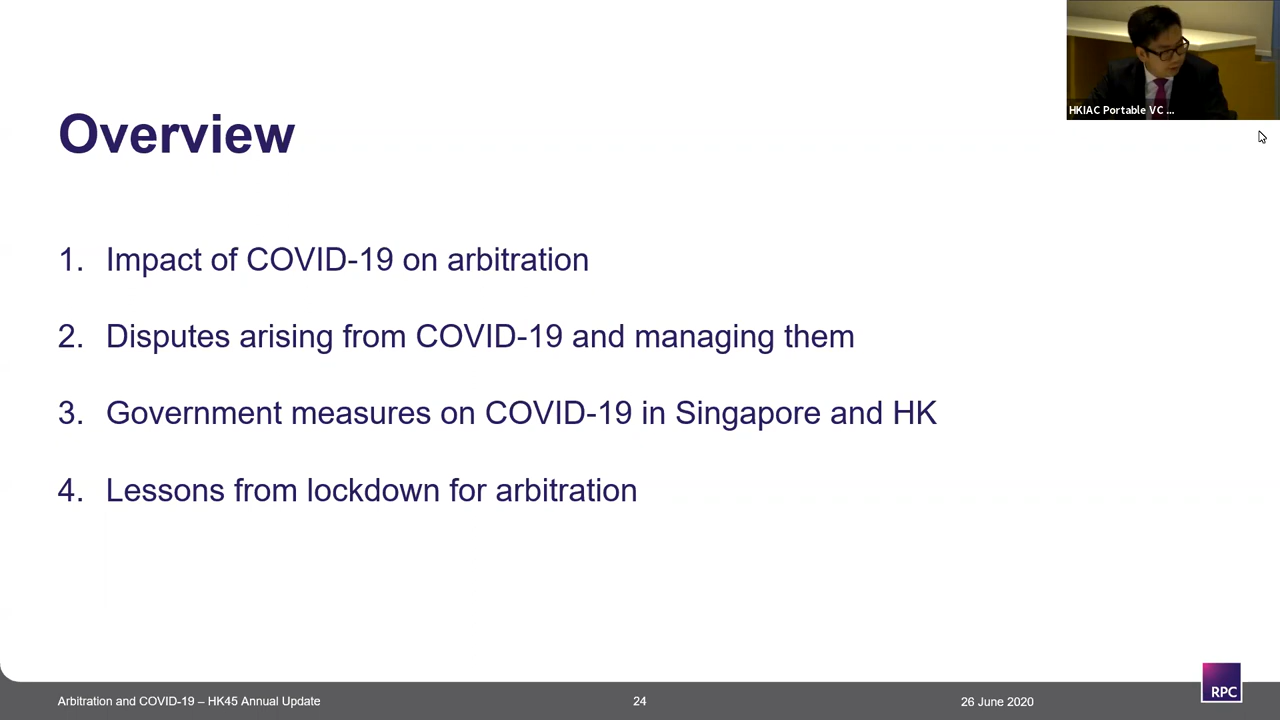 HKIAC Portable VC ...
Overview
1. Impact of COVID-19 on arbitration
2. Disputes arising from COVID-19 and managing them
3. Government measures on COVID-19 in Singapore and HK
4. Lessons from lockdown for arbitration
Arbitration and COVID-19 – HK45 Annual Update
24
26 June 2020
RPC